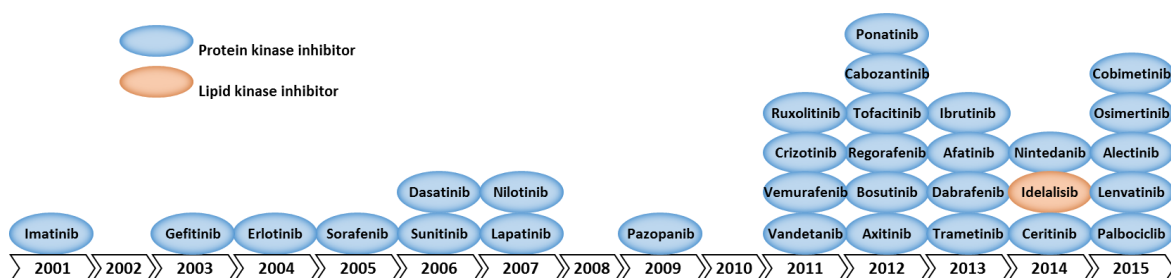 Ponatinib
Protein kinase inhibitor
Cabozantinib Cobimetinib
Lipid kinase inhibitor
Ruxolitinib Tofacitinib Ibrutinib Osimertinib
Crizotinib Regorafenib Afatinib Nintedanib Alectinib
Dasatinib Nilotinib Vemurafenib Bosutinib Dabrafenib Idelalisib Lenvatinib
Imatinib Gefitinib Erlotinib Sorafenib Sunitinib Lapatinib Pazopanib Vandetanib Axitinib Trametinib Ceritinib Palbociclib
2001 2002 2003 2004 2005 2006 2007 2008 2009 2010 2011 2012 2013 2014 2015